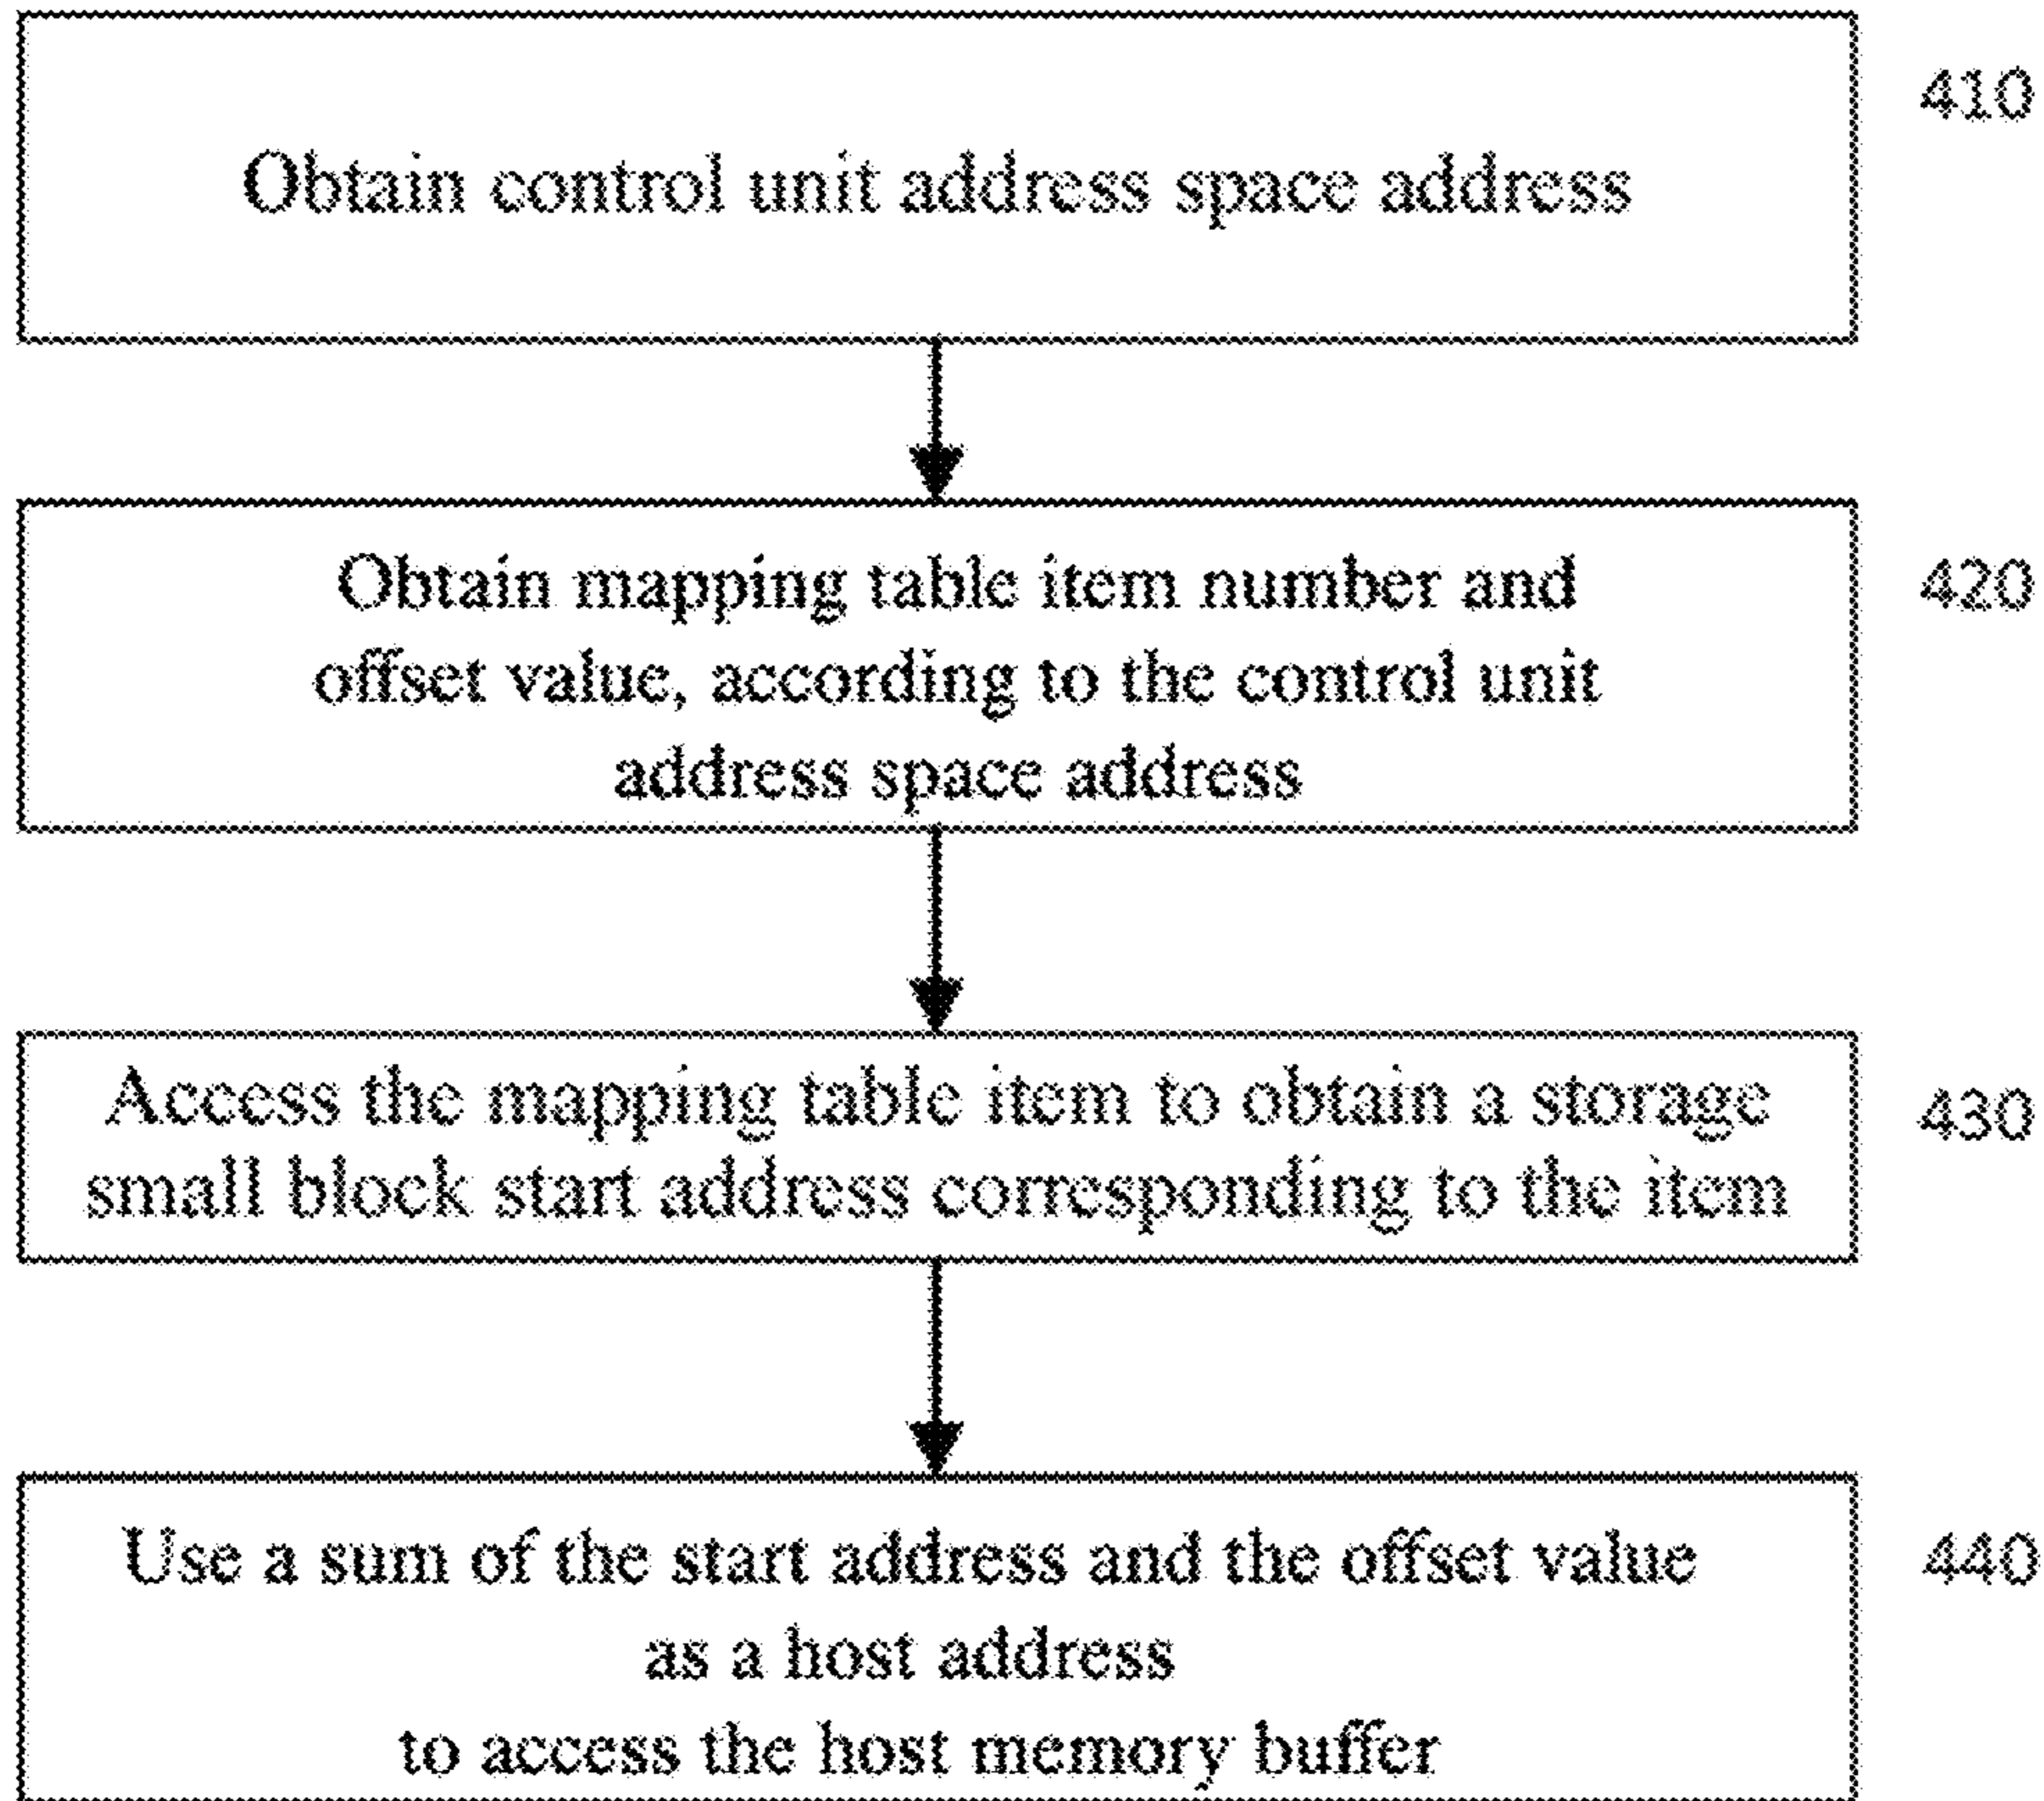 410
Obtain control unit address space address
420
Obtain mapping table item number and
offset value, according to the control unit
address space address
430
Access the mapping table item to obtain a storage
small block start address corresponding to the item
440
Use a sum of the start address and the offset value
as a host address
to access the host memory buffer